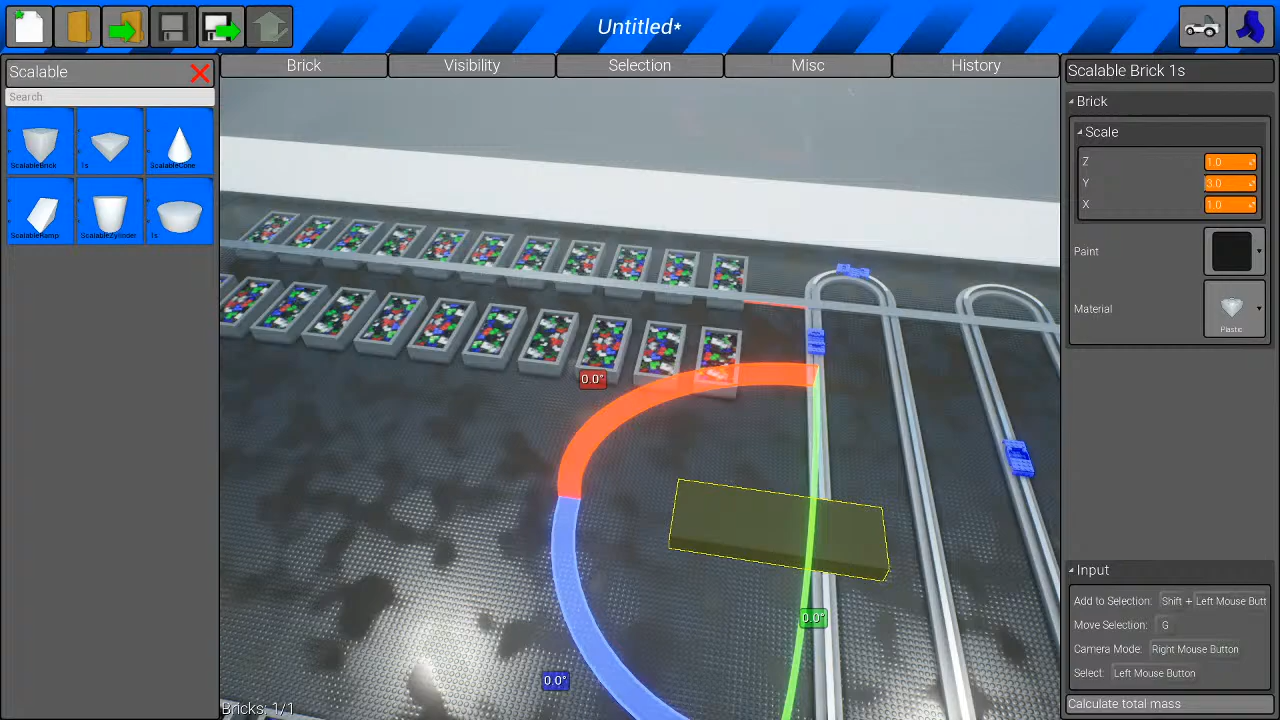 Untitled*
Scalable
Search
ScalableBrick
1s
ScalableCone
ScalableRamp
ScalableZylinder
1s
Brick
Visibility
Selection
Misc
History
0.0°
0.0°
0.0°
Bricks: 1/1
Scalable Brick 1s
Brick
Scale
Z 1.0
Y 3.0
X 1.0
Paint
Material
Plastic
Input
Add to Selection: Shift + Left Mouse Butt
Move Selection: G
Camera Mode: Right Mouse Button
Select: Left Mouse Button
Calculate total mass